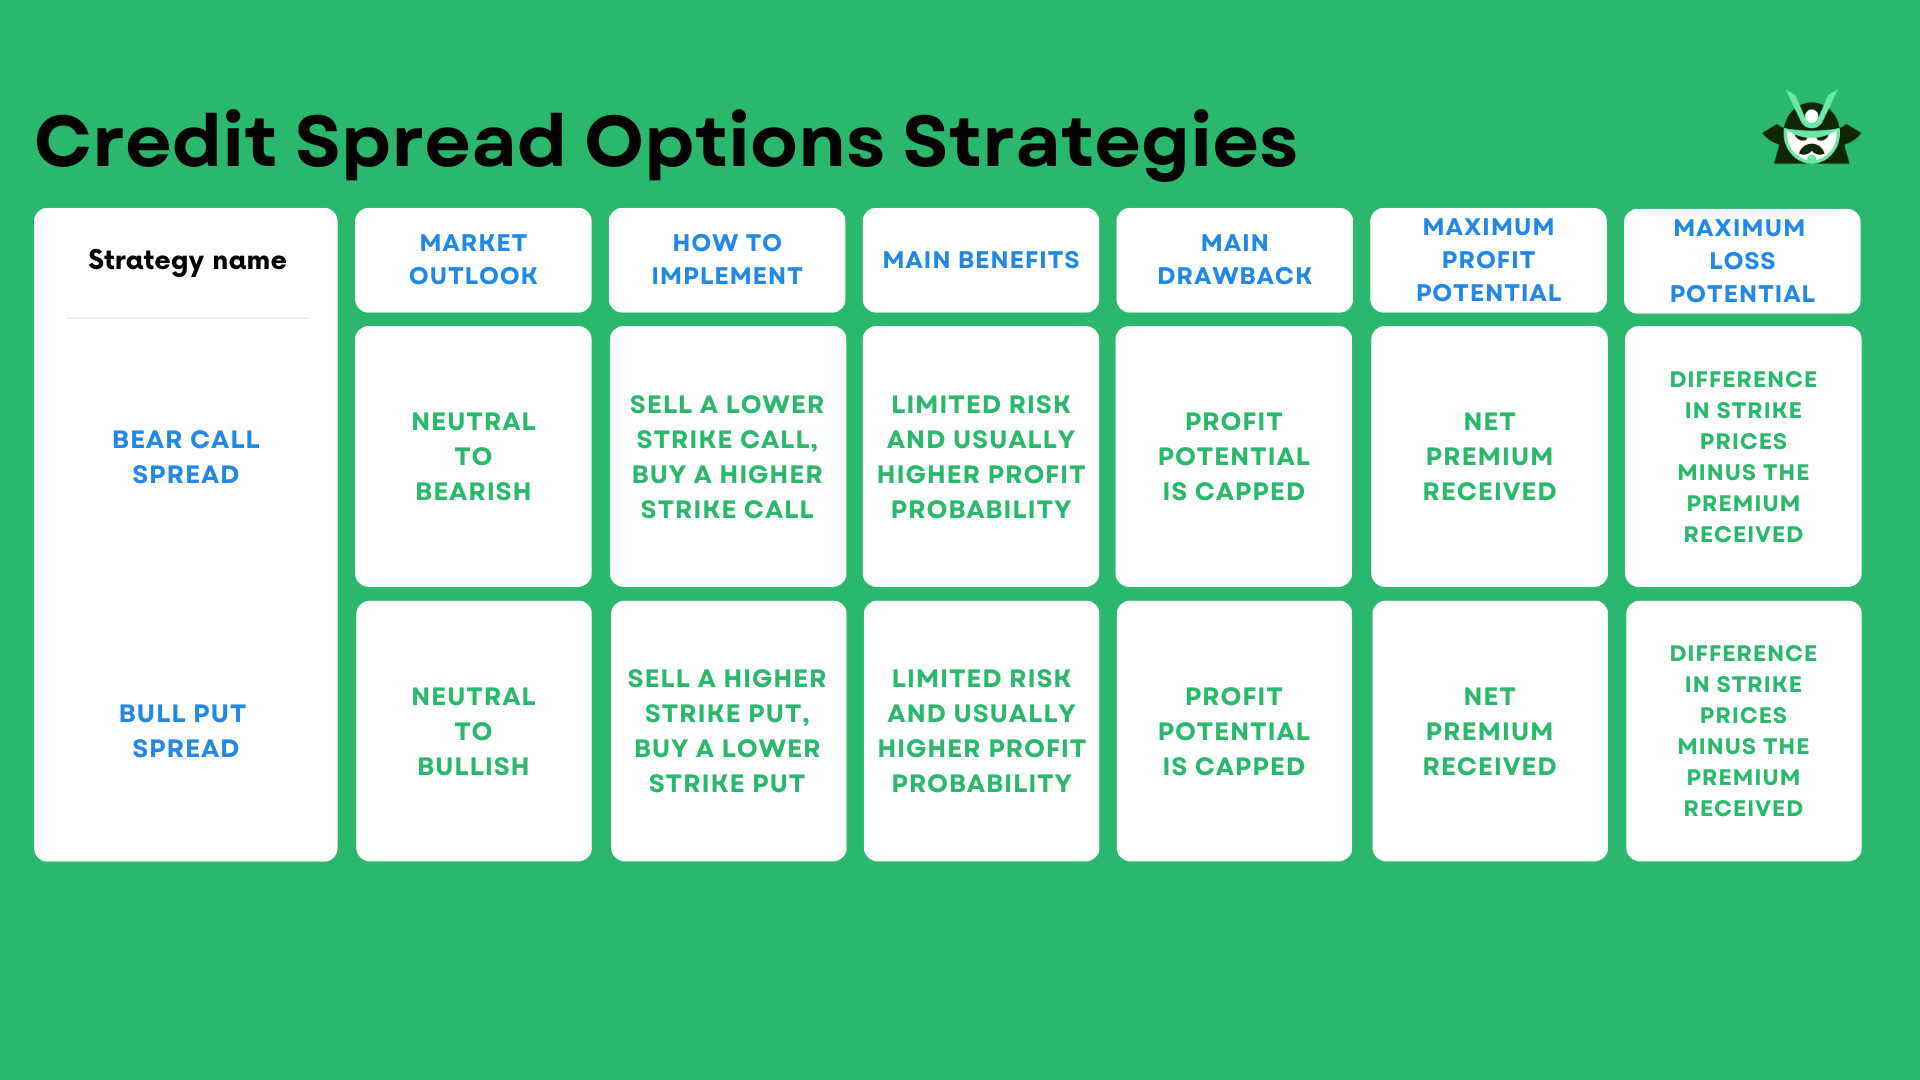 Credit Spread Options Strategies
Strategy name
MARKET
OUTLOOK
HOW TO
IMPLEMENT
MAIN BENEFITS
MAIN
DRAWBACK
MAXIMUM
PROFIT
POTENTIAL
MAXIMUM
LOSS
POTENTIAL
BEAR CALL
SPREAD
NEUTRAL
TO
BEARISH
SELL A LOWER
STRIKE CALL,
BUY A HIGHER
STRIKE CALL
LIMITED RISK
AND USUALLY
HIGHER PROFIT
PROBABILITY
PROFIT
POTENTIAL
IS CAPPED
NET
PREMIUM
RECEIVED
DIFFERENCE
IN STRIKE
PRICES
MINUS THE
PREMIUM
RECEIVED
BULL PUT
SPREAD
NEUTRAL
TO
BULLISH
SELL A HIGHER
STRIKE PUT,
BUY A LOWER
STRIKE PUT
LIMITED RISK
AND USUALLY
HIGHER PROFIT
PROBABILITY
PROFIT
POTENTIAL
IS CAPPED
NET
PREMIUM
RECEIVED
DIFFERENCE
IN STRIKE
PRICES
MINUS THE
PREMIUM
RECEIVED